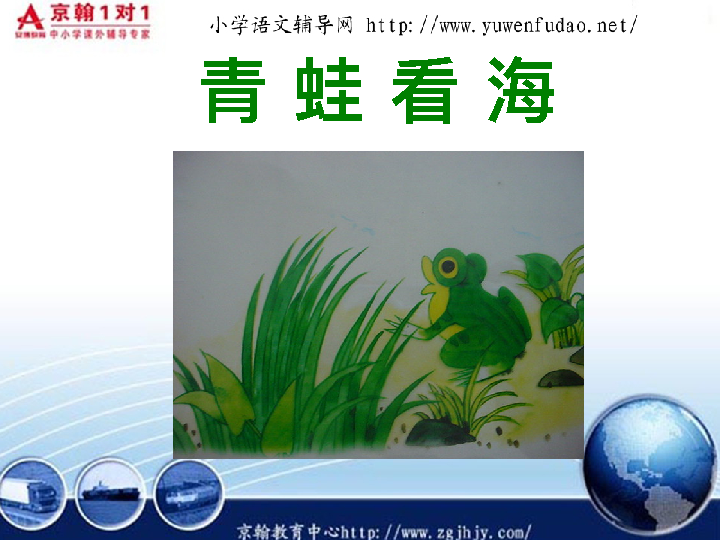 京翰1对1
京翰教育 中小学课外辅导专家
小学语文辅导网 http://www.yuwenfudao.net/
青蛙看海
京翰教育中心http://www.zgjhjy.com/